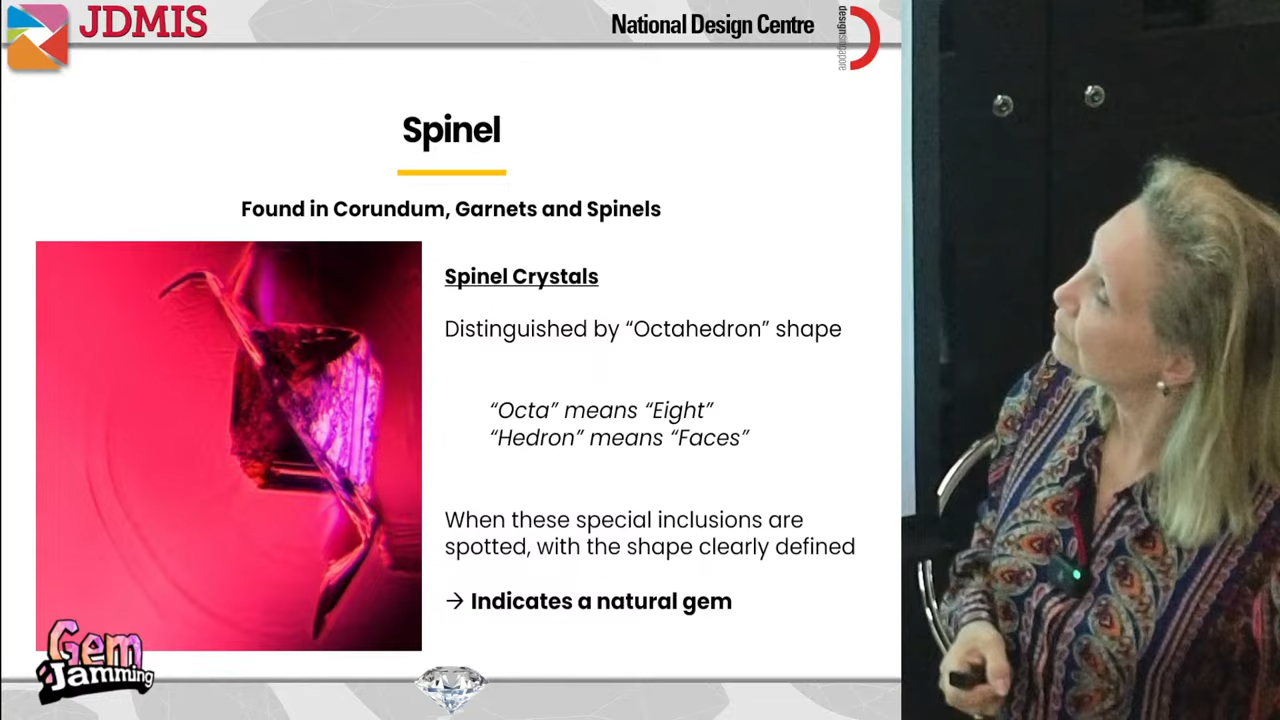 JDMIS
National Design Centre
design
singapore
Spinel
Found in Corundum, Garnets and Spinels
Spinel Crystals
Distinguished by “Octahedron” shape
“Octa” means “Eight”
“Hedron” means “Faces”
When these special inclusions are
spotted, with the shape clearly defined
→ Indicates a natural gem
Gem
Jamming